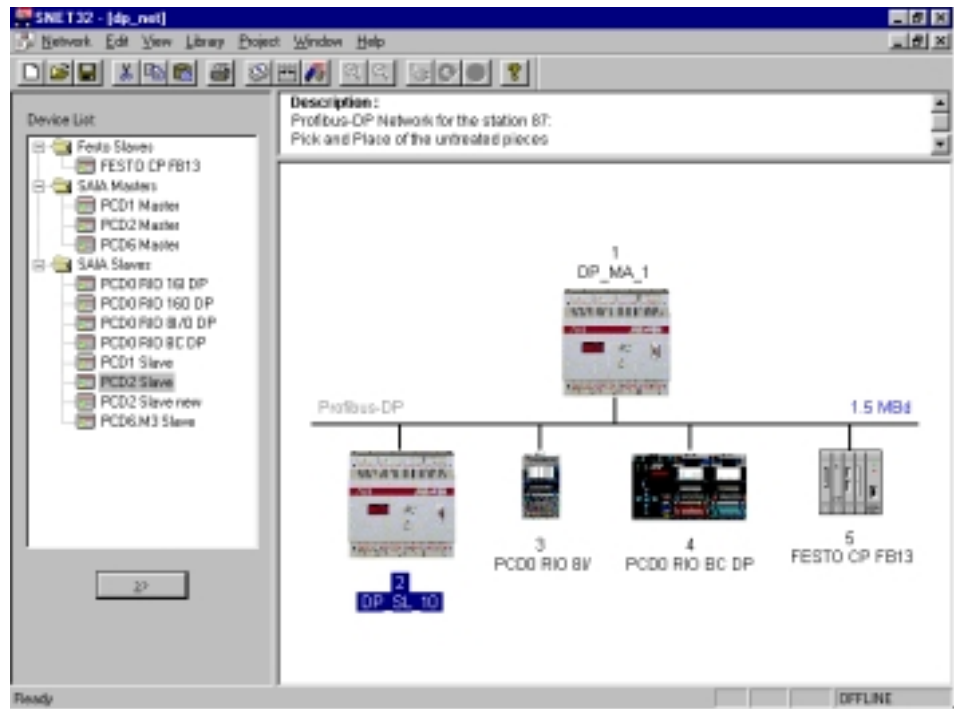 SNET32 - [dp_net]
Network Edit View Library Project Window Help
Device List:
Festo Slaves
FESTO CP FB13
SAIA Masters
PCD1 Master
PCD2 Master
PCD6 Master
SAIA Slaves
PCD0 RIO 16I DP
PCD0 RIO 16O DP
PCD0 RIO 8I/O DP
PCD0 RIO BC DP
PCD1 Slave
PCD2 Slave
PCD2 Slave new
PCD6.M3 Slave
>>
Description :
Profibus-DP Network for the station 87:
Pick and Place of the untreated pieces
1
DP_MA_1
Profibus-DP
1.5 MBd
2
DP_SL_10
3
PCD0 RIO 8I/
4
PCD0 RIO BC DP
5
FESTO CP FB13
Ready
OFFLINE